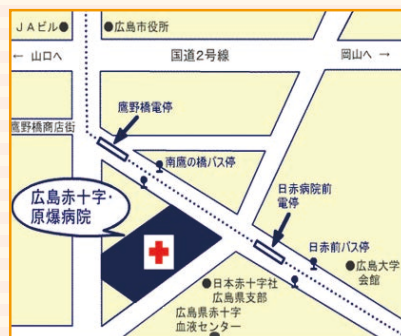 JAビル
広島市役所
← 山口へ
国道2号線
岡山へ →
鷹野橋電停
鷹野橋商店街
南鷹の橋バス停
広島赤十字・
原爆病院
日赤病院前
電停
日赤前バス停
広島大学
会館
日本赤十字社
広島県支部
広島県赤十字
血液センター